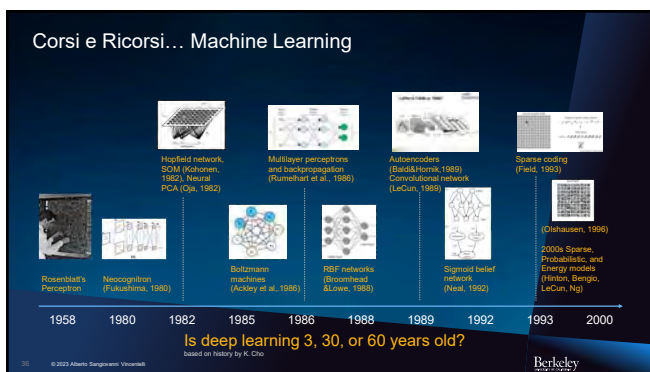 Corsi e Ricorsi… Machine Learning
Hopfield network,
SOM (Kohonen,
1982), Neural
PCA (Oja, 1982)
Multilayer perceptrons
and backpropagation
(Rumelhart et al., 1986)
Autoencoders
(Baldi&Hornik,1989)
Convolutional network
(LeCun, 1989)
Sparse coding
(Field, 1993)
Rosenblatt's
Perceptron
Neocognitron
(Fukushima, 1980)
Boltzmann
machines
(Ackley et al,.1986)
RBF networks
(Broomhead
&Lowe, 1988)
Sigmoid belief
network
(Neal, 1992)
(Olshausen, 1996)
2000s Sparse,
Probabilistic, and
Energy models
(Hinton, Bengio,
LeCun, Ng)
1958 1980 1982 1985 1986 1988 1989 1992 1993 2000
Is deep learning 3, 30, or 60 years old?
based on history by K. Cho
36 © 2023 Alberto Sangiovanni Vincentelli
Berkeley